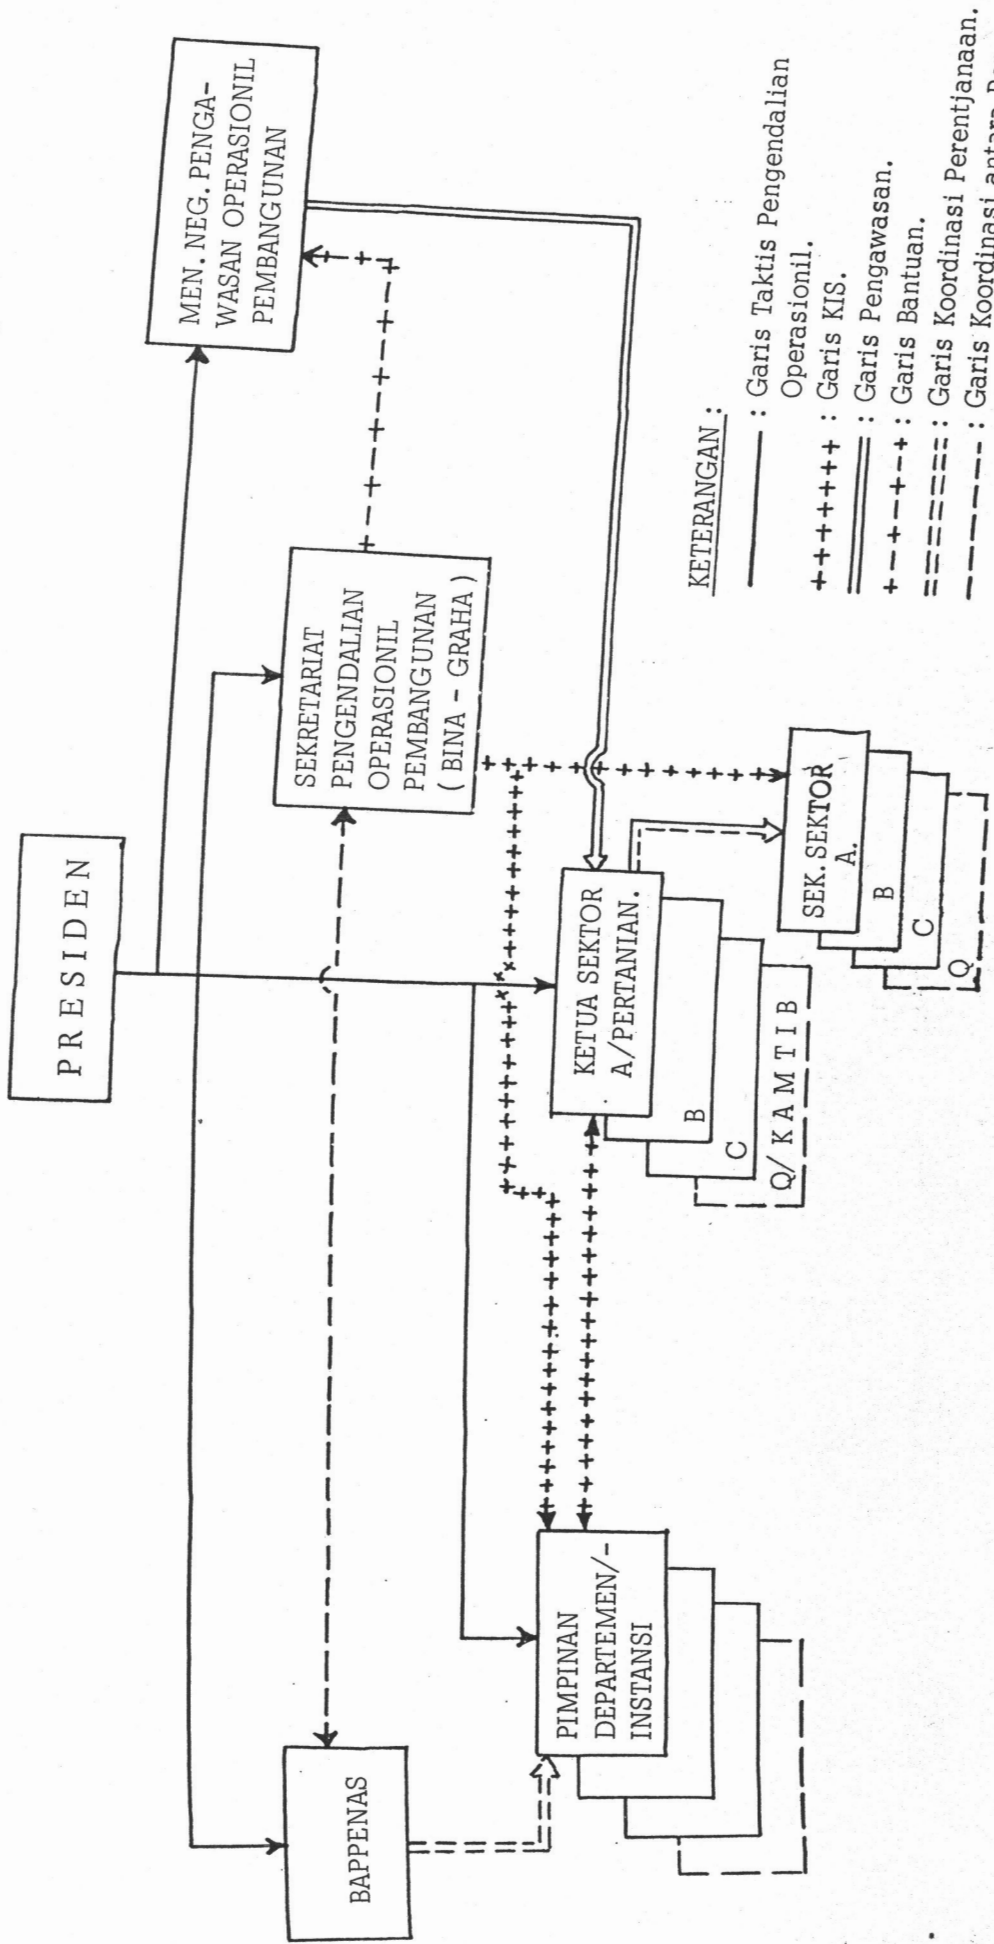 PRESIDEN
MEN. NEG. PENGA-
WASAN OPERASIONIL
PEMBANGUNAN
SEKRETARIAT
PENGENDALIAN
OPERASIONIL
PEMBANGUNAN
( BINA - GRAHA )
BAPPENAS
PIMPINAN
DEPARTEMEN/-
INSTANSI
KETUA SEKTOR
A/PERTANIAN.
B
C
Q/ KAMTIB
SEK. SEKTOR
A.
B
C
Q
KETERANGAN :
: Garis Taktis Pengendalian
Operasionil.
: Garis KIS.
: Garis Pengawasan.
: Garis Bantuan.
: Garis Koordinasi Perentjanaan.
: Garis Koordinasi antara